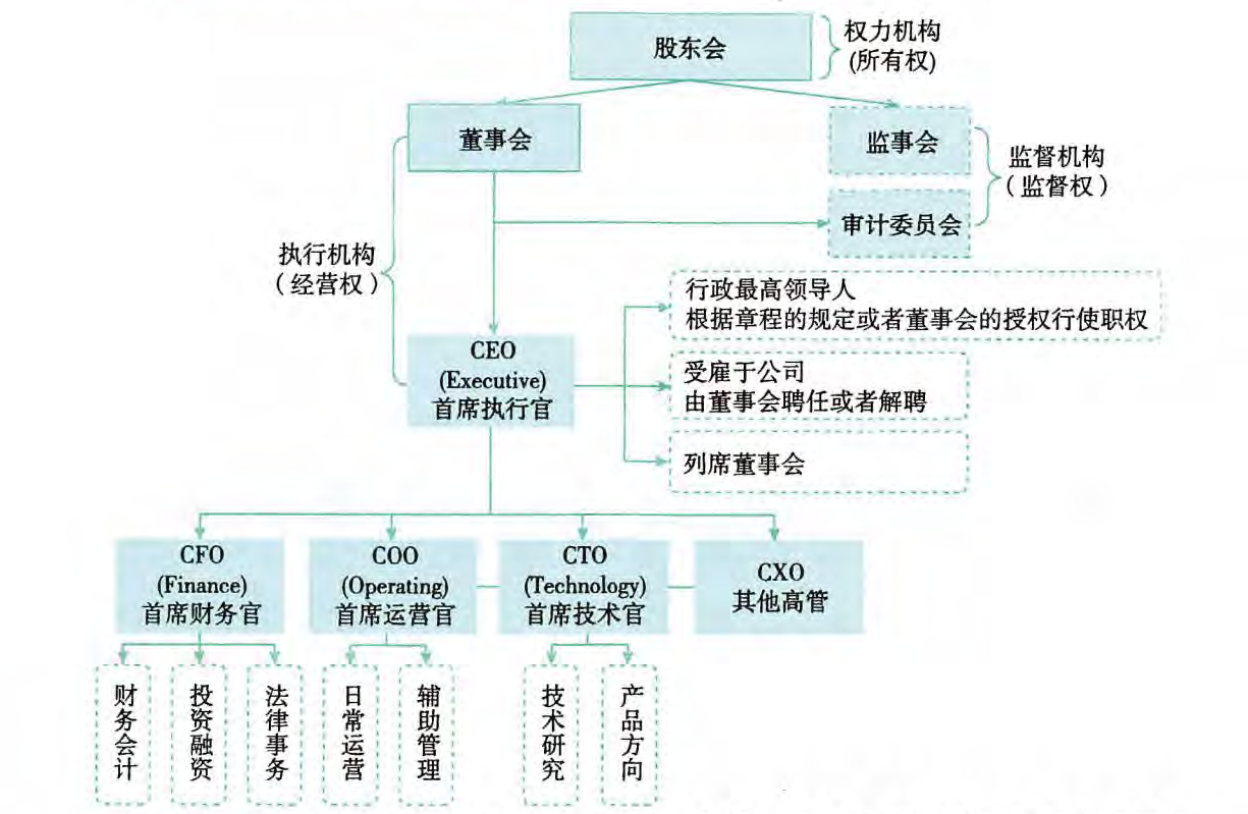 股东会
权力机构
(所有权)
董事会
监事会
监督机构
（监督权）
审计委员会
执行机构
（经营权）
行政最高领导人
根据章程的规定或者董事会的授权行使职权
CEO
(Executive)
首席执行官
受雇于公司
由董事会聘任或者解聘
列席董事会
CFO
(Finance)
首席财务官
COO
(Operating)
首席运营官
CTO
(Technology)
首席技术官
CXO
其他高管
财务会计
投资融资
法律事务
日常运营
辅助管理
技术研究
产品方向